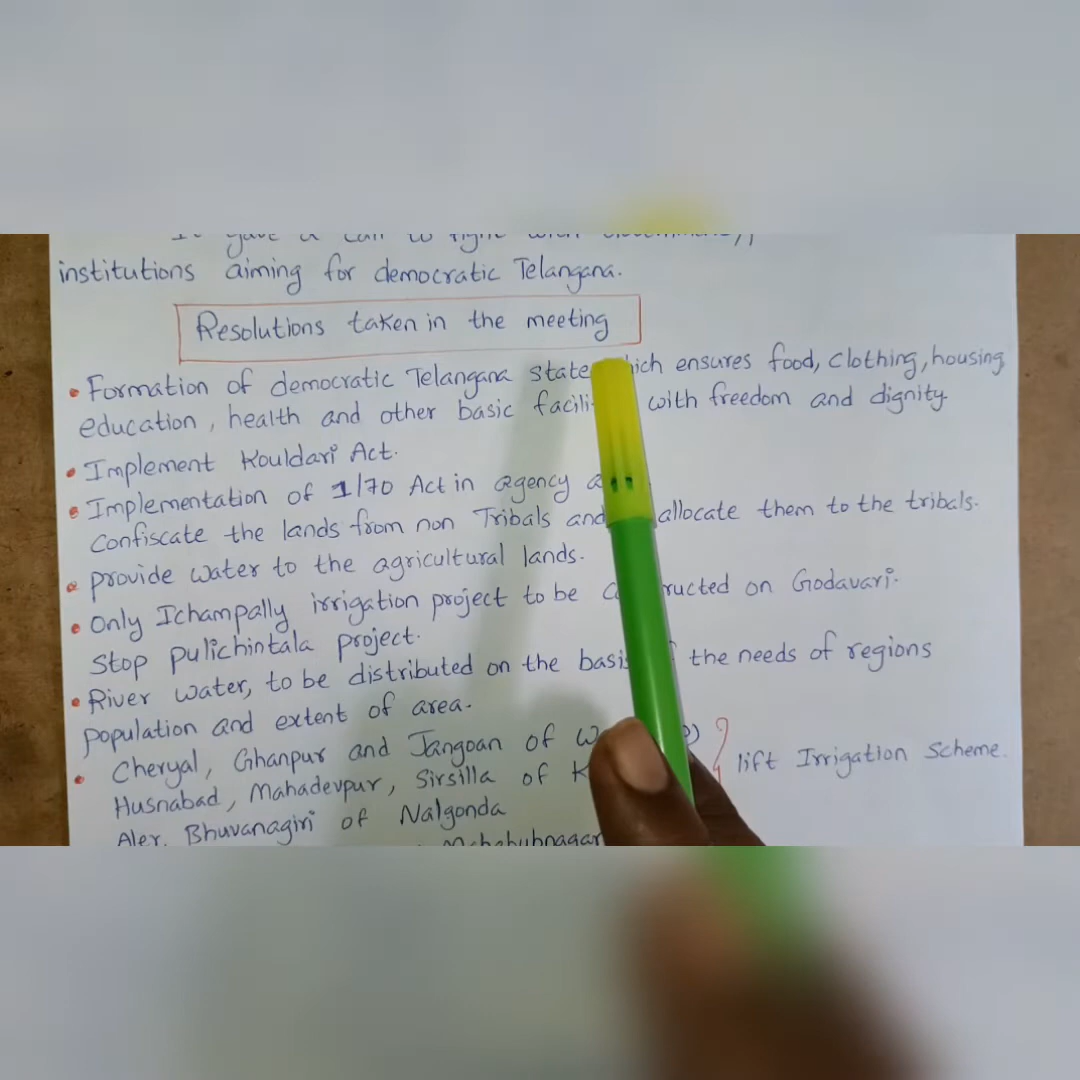 institutions aiming for democratic Telangana.
Resolutions taken in the meeting
• Formation of democratic Telangana state which ensures food, clothing, housing
education, health and other basic facili with freedom and dignity
• Implement Kouldari Act.
• Implementation of 1/70 Act in agency a
Confiscate the lands from non Tribals and allocate them to the tribals.
• provide water to the agricultural lands.
• Only Ichampally irrigation project to be constructed on Godavari.
Stop pulichintala project.
• River water, to be distributed on the basis of the needs of regions
population and extent of area.
• Cheryal, Ghanpur and Jangoan of
Husnabad, Mahadevpur, Sirsilla of
lift Irrigation Scheme.
Aler, Bhuvanagiri of Nalgonda